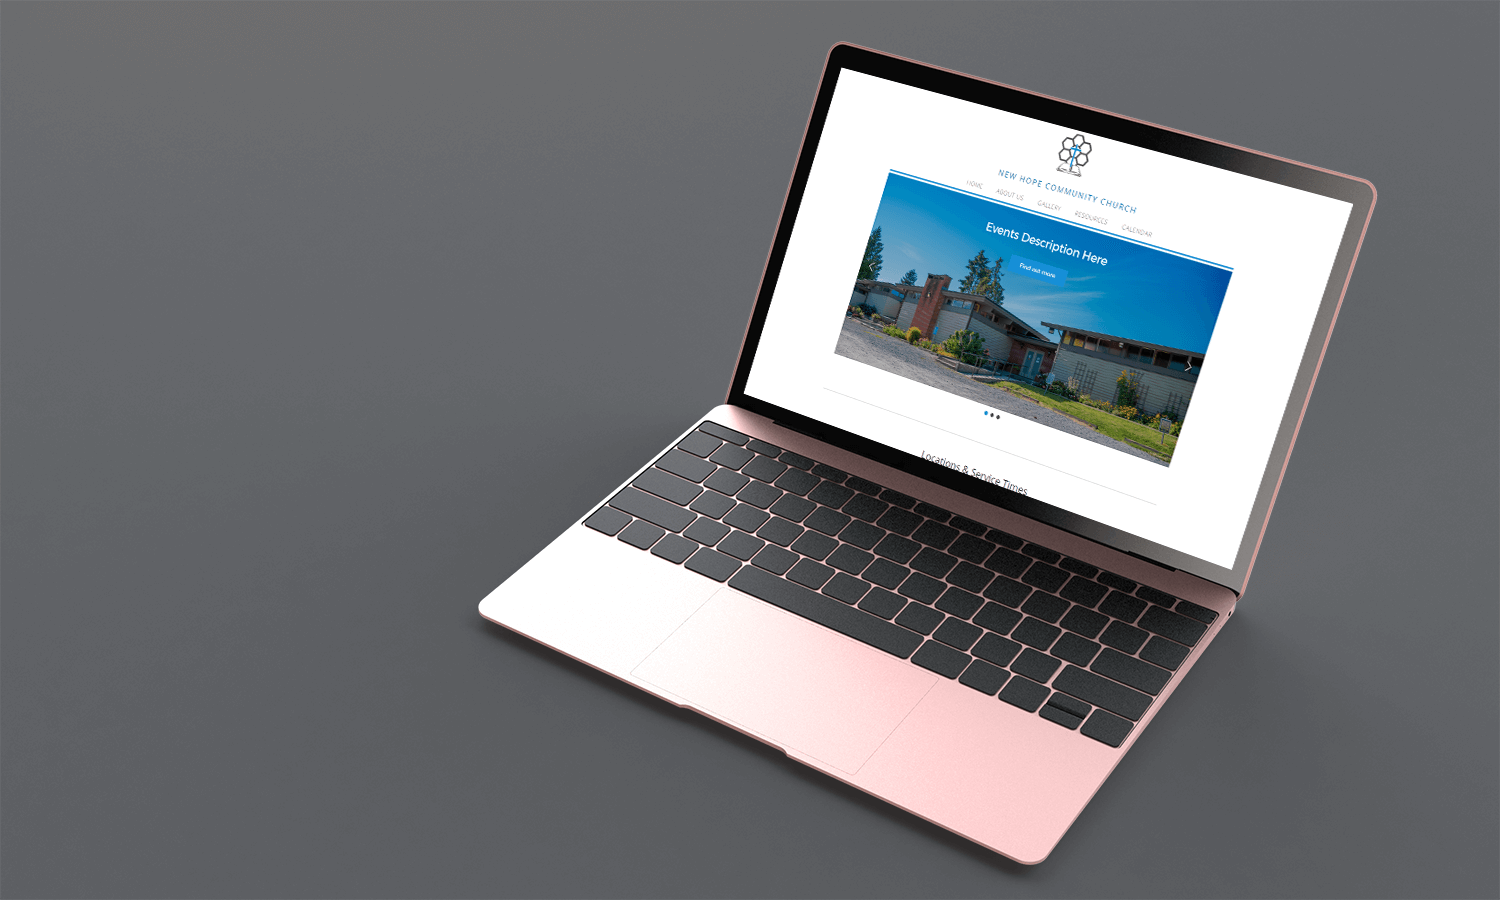 NEW HOPE COMMUNITY CHURCH
HOME ABOUT US GALLERY RESOURCES CALENDAR
Events Description Here
Find out more
Locations & Service Times